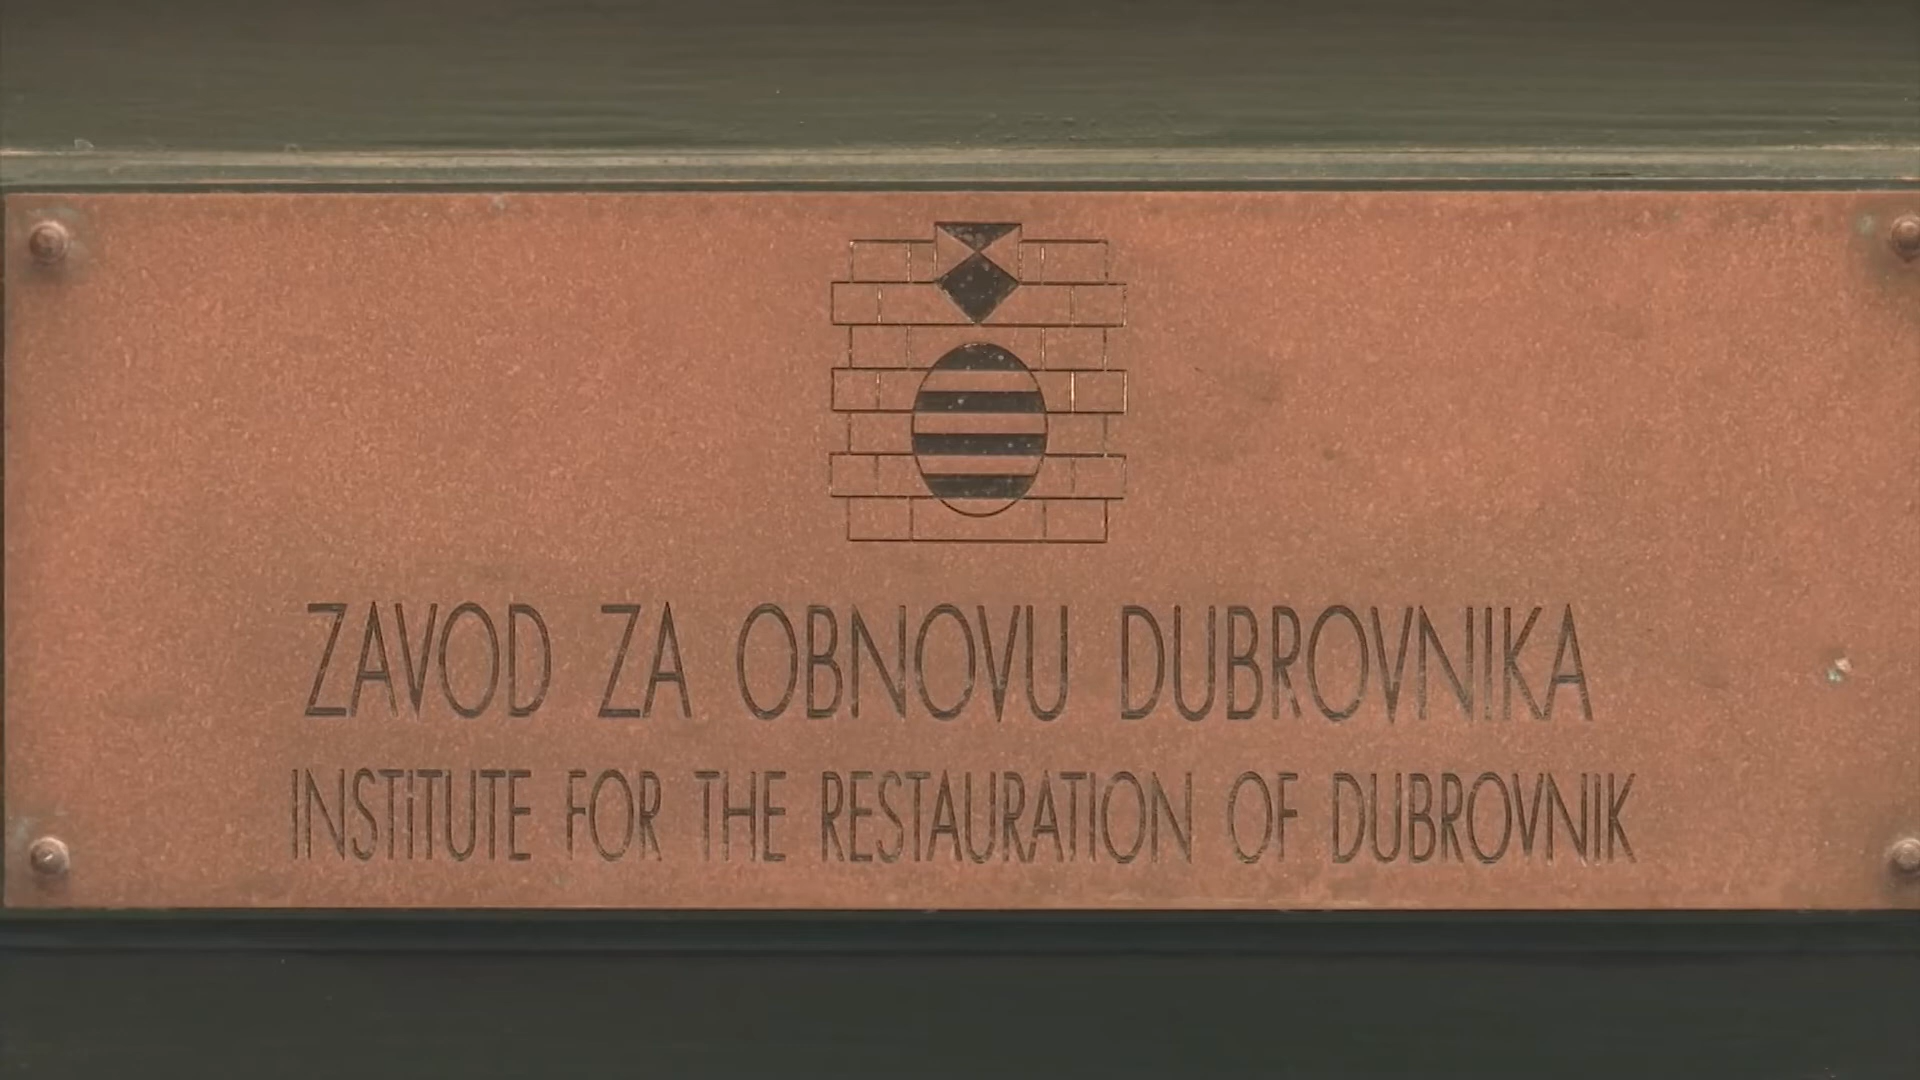 ZAVOD ZA OBNOVU DUBROVNIKA
INSTITUTE FOR THE RESTAURATION OF DUBROVNIK